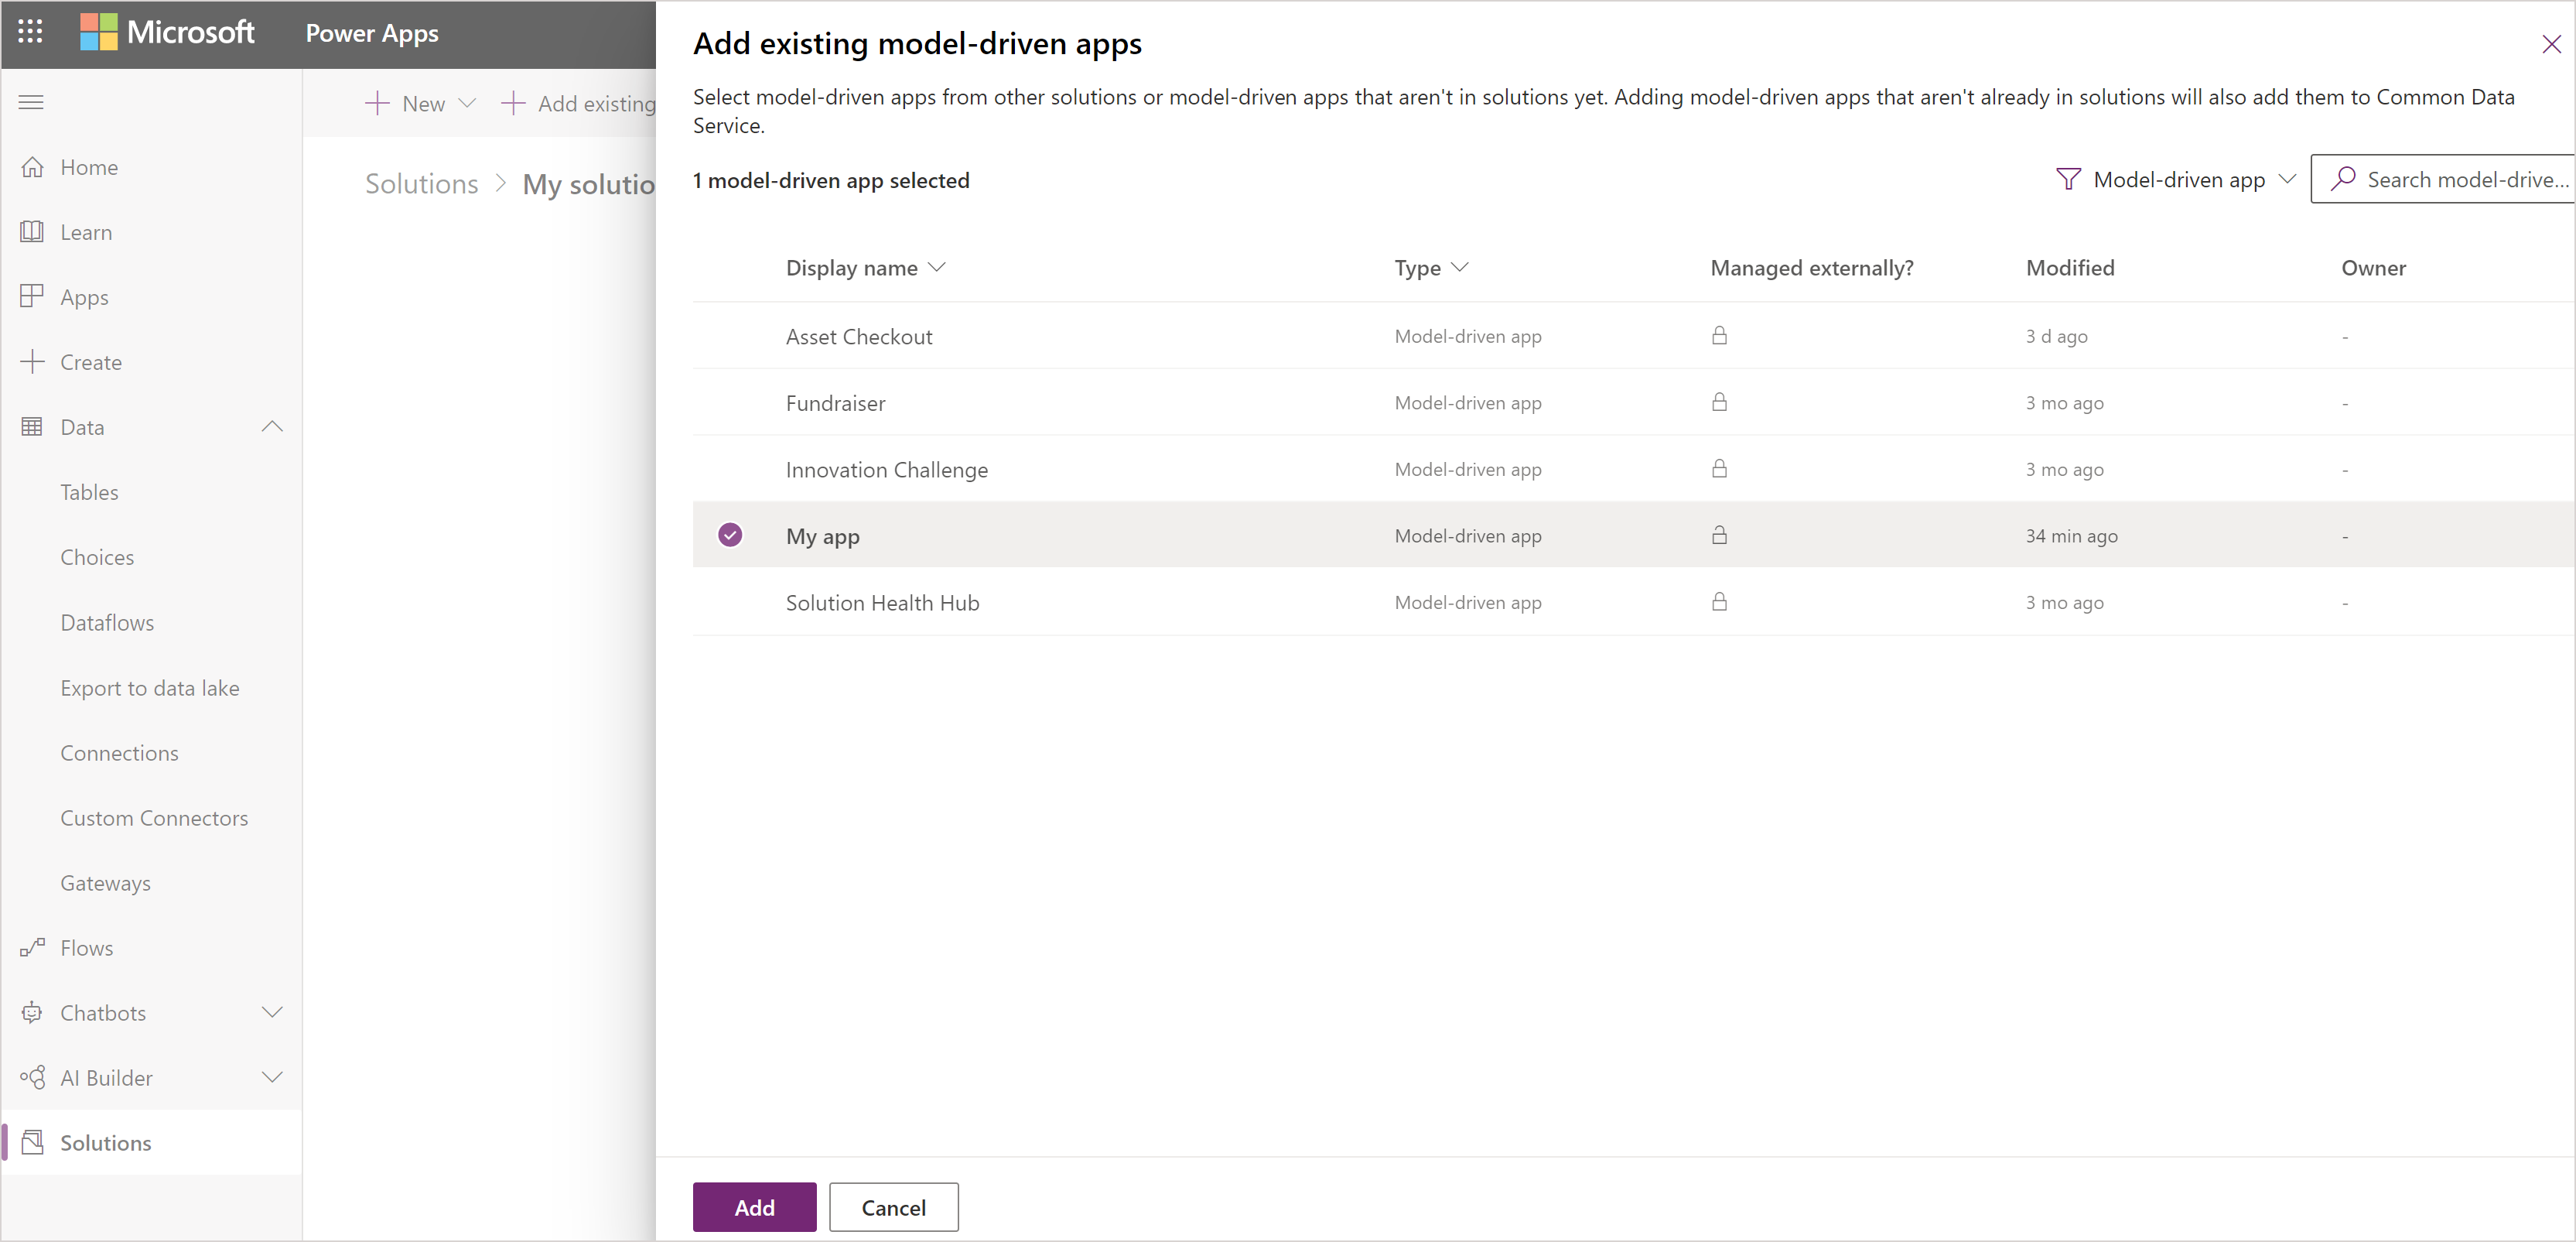 Microsoft
Power Apps
New
Add existing
Solutions
My solutio
Home
Learn
Apps
Create
Data
Tables
Choices
Dataflows
Export to data lake
Connections
Custom Connectors
Gateways
Flows
Chatbots
AI Builder
Solutions
Add existing model-driven apps
Select model-driven apps from other solutions or model-driven apps that aren't in solutions yet. Adding model-driven apps that aren't already in solutions will also add them to Common Data
Service.
1 model-driven app selected
Model-driven app
Search model-drive...
Display name Type Managed externally? Modified Owner
Asset Checkout Model-driven app 3 d ago -
Fundraiser Model-driven app 3 mo ago -
Innovation Challenge Model-driven app 3 mo ago -
My app Model-driven app 34 min ago -
Solution Health Hub Model-driven app 3 mo ago -
Add
Cancel